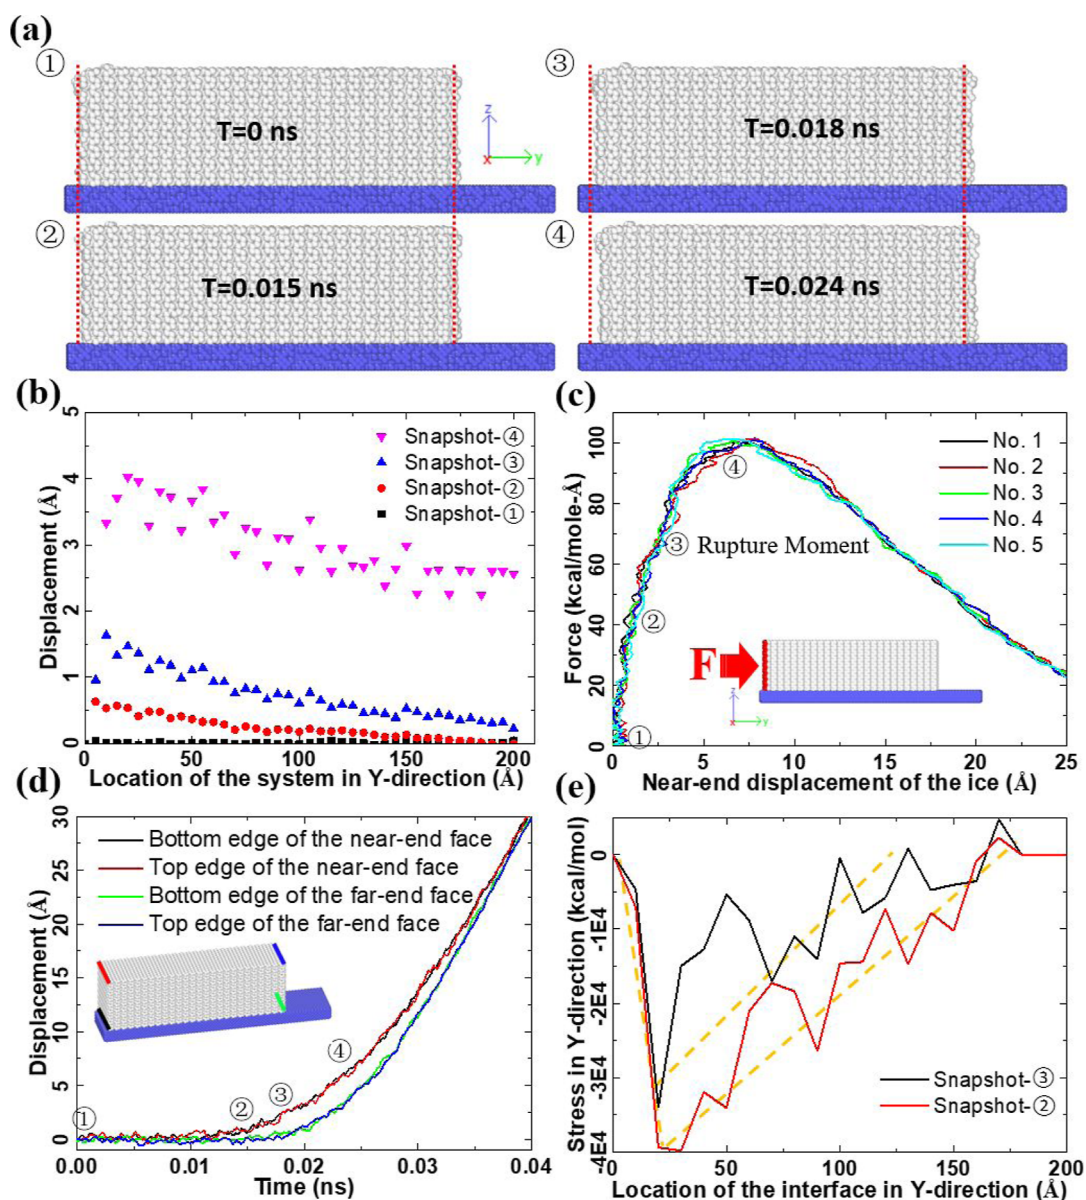 (a)
①
T=0 ns
z
x
y
③
T=0.018 ns
②
T=0.015 ns
④
T=0.024 ns
(b)
5
4
3
2
1
0
Displacement (Å)
Snapshot-④
Snapshot-③
Snapshot-②
Snapshot-①
0
50
100
150
200
Location of the system in Y-direction (Å)
(c)
100
80
60
40
20
0
Force (kcal/mole-Å)
No. 1
No. 2
No. 3
No. 4
No. 5
④
③ Rupture Moment
②
①
F
z
x
y
0
5
10
15
20
25
Near-end displacement of the ice (Å)
(d)
30
25
20
15
10
5
0
Displacement (Å)
Bottom edge of the near-end face
Top edge of the near-end face
Bottom edge of the far-end face
Top edge of the far-end face
①
②
③
④
0.00
0.01
0.02
0.03
0.04
Time (ns)
(e)
0
-1E4
-2E4
-3E4
-4E4
Stress in Y-direction (kcal/mol)
Snapshot-③
Snapshot-②
0
50
100
150
200
Location of the interface in Y-direction (Å)